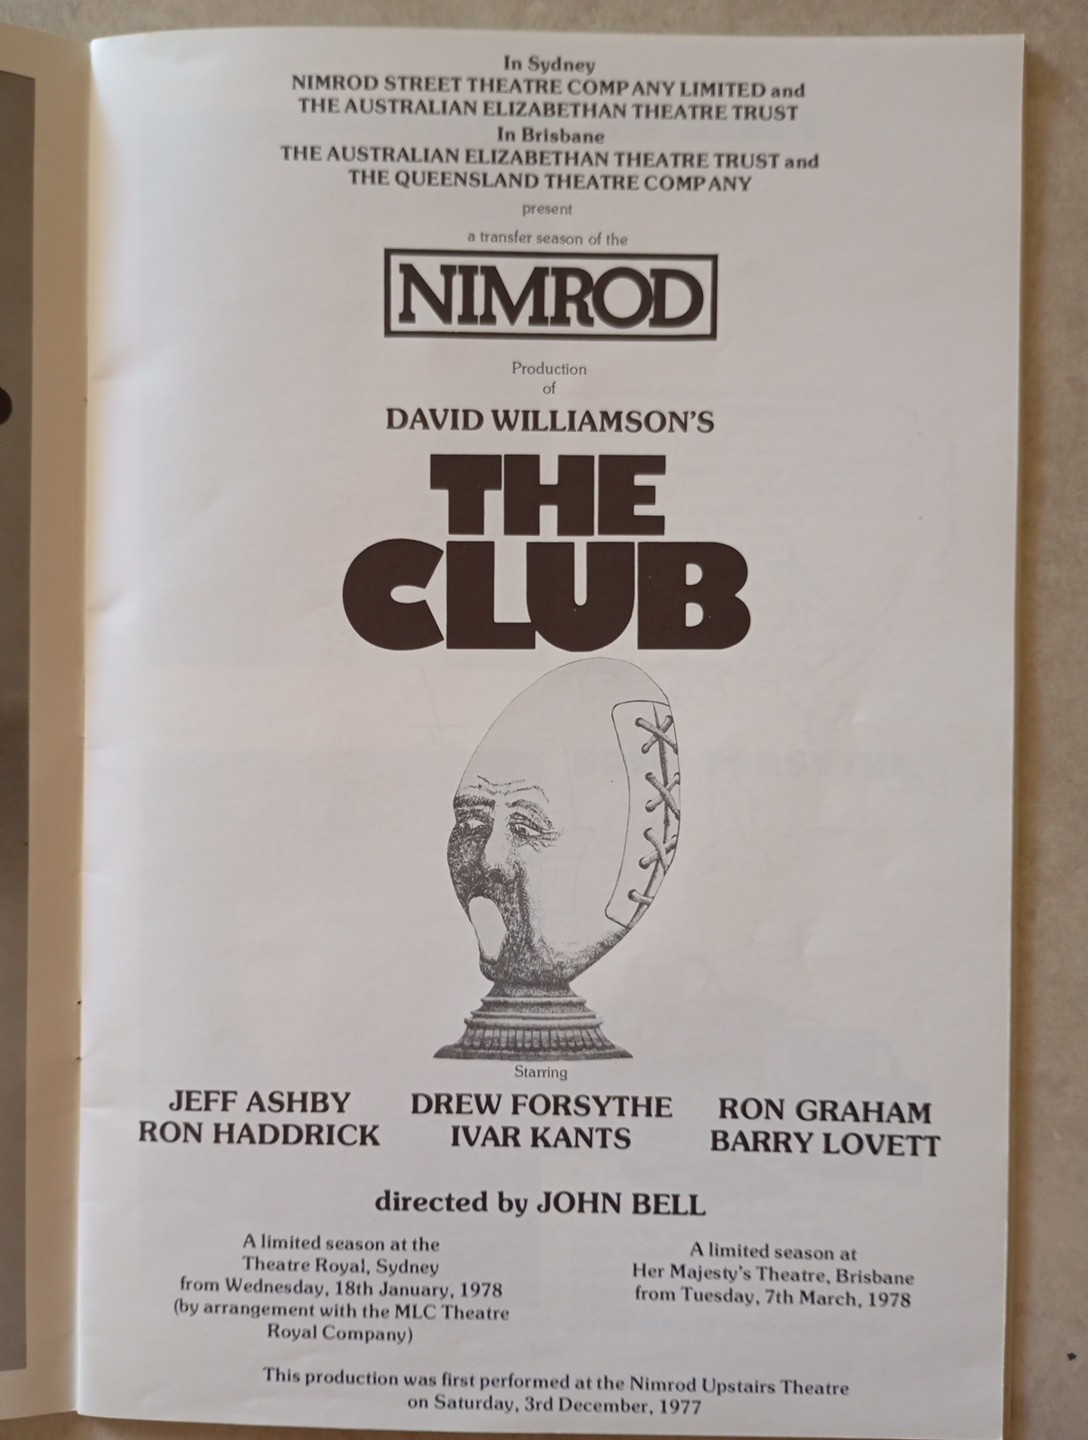 In Sydney
NIMROD STREET THEATRE COMPANY LIMITED and
THE AUSTRALIAN ELIZABETHAN THEATRE TRUST
In Brisbane
THE AUSTRALIAN ELIZABETHAN THEATRE TRUST and
THE QUEENSLAND THEATRE COMPANY
present
a transfer season of the
NIMROD
Production
of
DAVID WILLIAMSON'S
THE
CLUB
Starring
JEFF ASHBY DREW FORSYTHE RON GRAHAM
RON HADDRICK IVAR KANTS BARRY LOVETT
directed by JOHN BELL
A limited season at the
Theatre Royal, Sydney
from Wednesday, 18th January, 1978
(by arrangement with the MLC Theatre
Royal Company)
A limited season at
Her Majesty's Theatre, Brisbane
from Tuesday, 7th March, 1978
This production was first performed at the Nimrod Upstairs Theatre
on Saturday, 3rd December, 1977